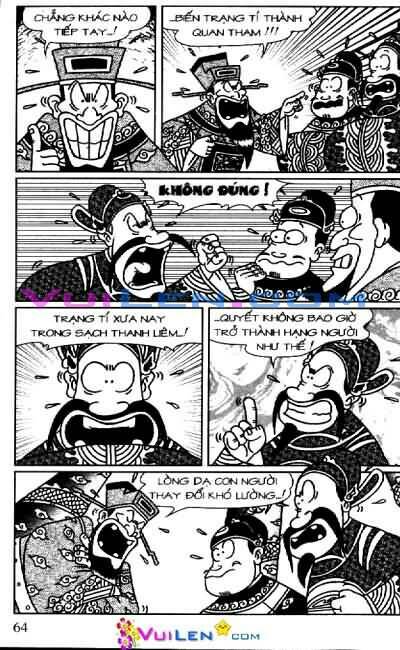 CHẲNG KHÁC NÀO
TIẾP TAY...!
...BIẾN TRẠNG TÍ THÀNH
QUAN THAM!!!
KHÔNG ĐÚNG!
VUILEN.COM
TRẠNG TÍ XƯA NAY
TRONG SẠCH THANH LIÊM...!
...QUYẾT KHÔNG BAO GIỜ
TRỞ THÀNH HẠNG NGƯỜI
NHƯ THẾ!
LÒNG DẠ CON NGƯỜI
THAY ĐỔI KHÓ LƯỜNG...!
64
VUILEN.COM